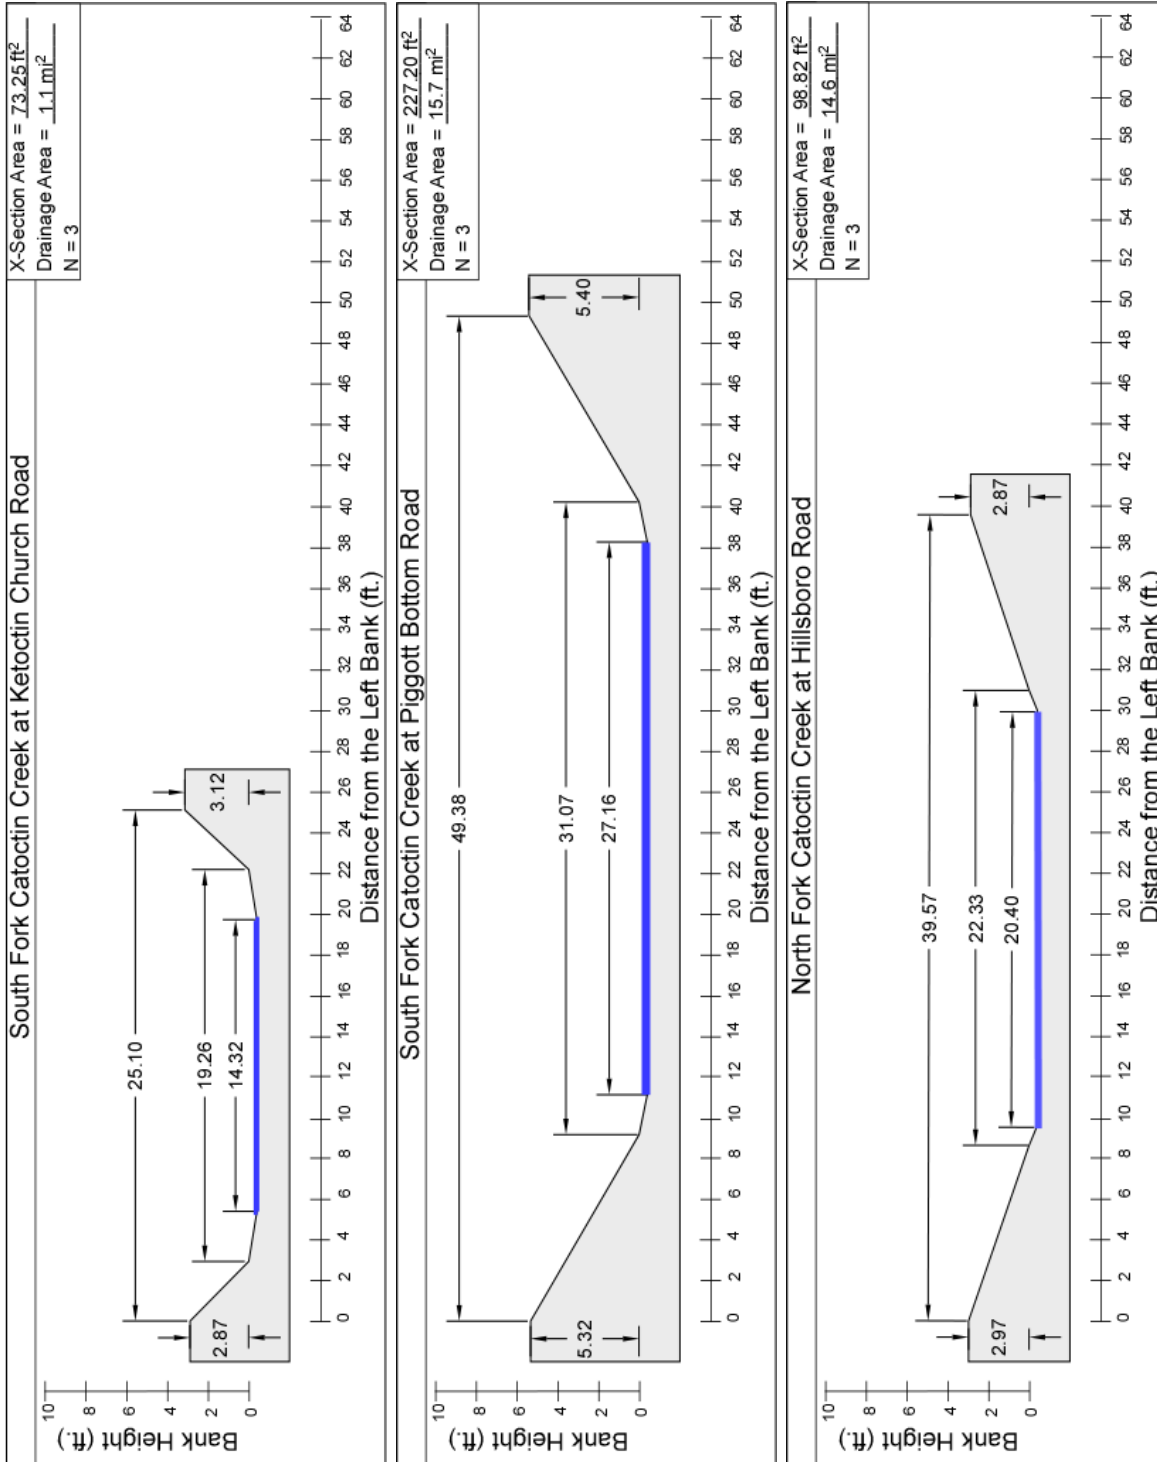 South Fork Catoctin Creek at Ketoctin Church Road
X-Section Area = 73.25 ft²
Drainage Area = 1.1 mi²
N = 3
Bank Height (ft.)
10
8
6
4
2
0
25.10
19.26
14.32
2.87
3.12
0 2 4 6 8 10 12 14 16 18 20 22 24 26 28 30 32 34 36 38 40 42 44 46 48 50 52 54 56 58 60 62 64
Distance from the Left Bank (ft.)
South Fork Catoctin Creek at Piggott Bottom Road
X-Section Area = 227.20 ft²
Drainage Area = 15.7 mi²
N = 3
Bank Height (ft.)
10
8
6
4
2
0
49.38
31.07
27.16
5.32
5.40
0 2 4 6 8 10 12 14 16 18 20 22 24 26 28 30 32 34 36 38 40 42 44 46 48 50 52 54 56 58 60 62 64
Distance from the Left Bank (ft.)
North Fork Catoctin Creek at Hillsboro Road
X-Section Area = 98.82 ft²
Drainage Area = 14.6 mi²
N = 3
Bank Height (ft.)
10
8
6
4
2
0
39.57
22.33
20.40
2.97
2.87
0 2 4 6 8 10 12 14 16 18 20 22 24 26 28 30 32 34 36 38 40 42 44 46 48 50 52 54 56 58 60 62 64
Distance from the Left Bank (ft.)